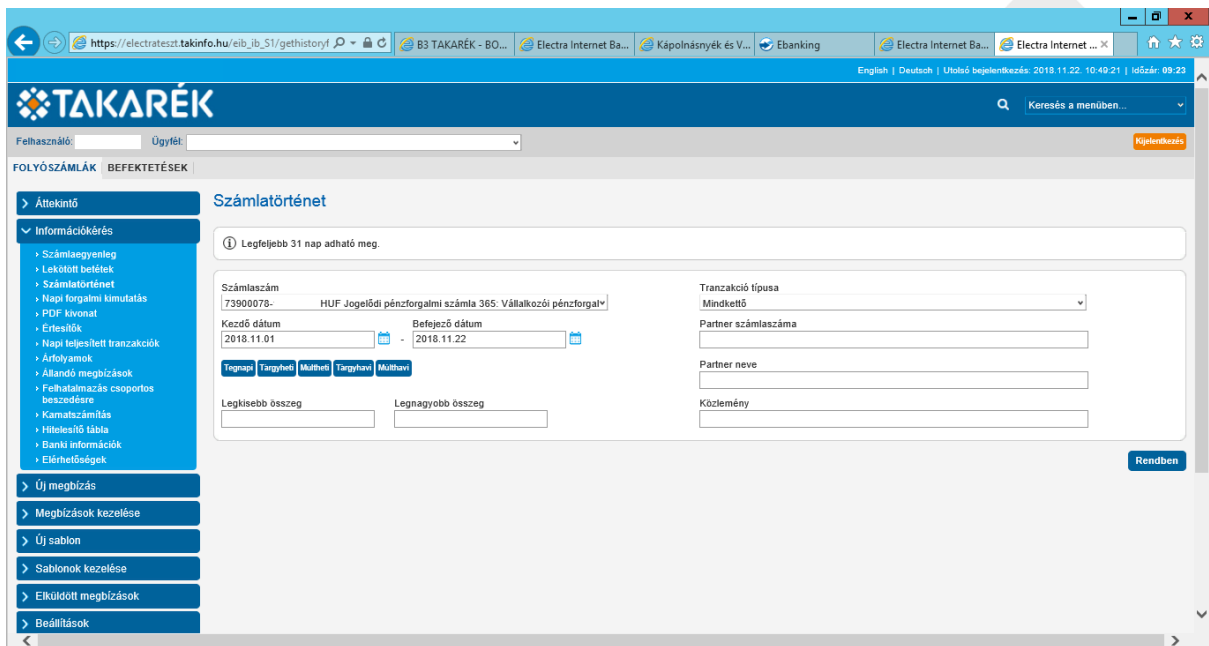 https://electrateszt.takinfo.hu/eib_ib_S1/gethistoryf
B3 TAKARÉK - BO...
Electra Internet Ba...
Kápolnásnyék és V...
Ebanking
Electra Internet Ba...
Electra Internet ...
English | Deutsch | Utolsó bejelentkezés: 2018.11.22. 10:49:21 | Időzár: 09:23
TAKARÉK
Keresés a menüben...
Felhasználó:
Ügyfél:
Kijelentkezés
FOLYÓSZÁMLÁK
BEFEKTETÉSEK
Áttekintő
Információkérés
Számlaegyenleg
Lekötött betétek
Számlatörténet
Napi forgalmi kimutatás
PDF kivonat
Értesítők
Napi teljesített tranzakciók
Árfolyamok
Állandó megbízások
Felhatalmazás csoportos
beszedésre
Kamatszámítás
Hitelesítő tábla
Banki információk
Elérhetőségek
Új megbízás
Megbízások kezelése
Új sablon
Sablonok kezelése
Elküldött megbízások
Beállítások
Számlatörténet
Legfeljebb 31 nap adható meg.
Számlaszám
73900078- HUF Jogelődi pénzforgalmi számla 365: Vállalkozói pénzforgal
Kezdő dátum
Befejező dátum
2018.11.01 - 2018.11.22
Tegnapi Tárgyheti Múltheti Tárgyhavi Múlthavi
Legkisebb összeg
Legnagyobb összeg
Tranzakció típusa
Mindkettő
Partner számlaszáma
Partner neve
Közlemény
Rendben